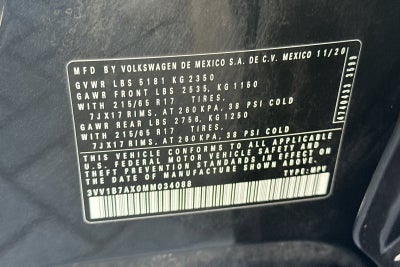 MFD BY VOLKSWAGEN DE MEXICO S.A. DE C.V. MEXICO 11/20
GVWR LBS 5181 KG 2350
GAWR FRONT LBS 2535, KG 1150
WITH 215/65 R17 TIRES,
7JX17 RIMS, AT 260KPA, 38 PSI COLD
GAWR REAR LBS 2756, KG 1250
WITH 215/65 R17 TIRES,
7JX17 RIMS, AT 260KPA, 38 PSI COLD
THIS VEHICLE CONFORMS TO ALL APPLICABLE
U.S. FEDERAL MOTOR VEHICLE SAFETY AND
THEFT PREVENTION STANDARDS IN EFFECT ON
THE DATE OF MANUFACTURE SHOWN ABOVE.
3VV1B7AX0MM034088 TYPE: MPV